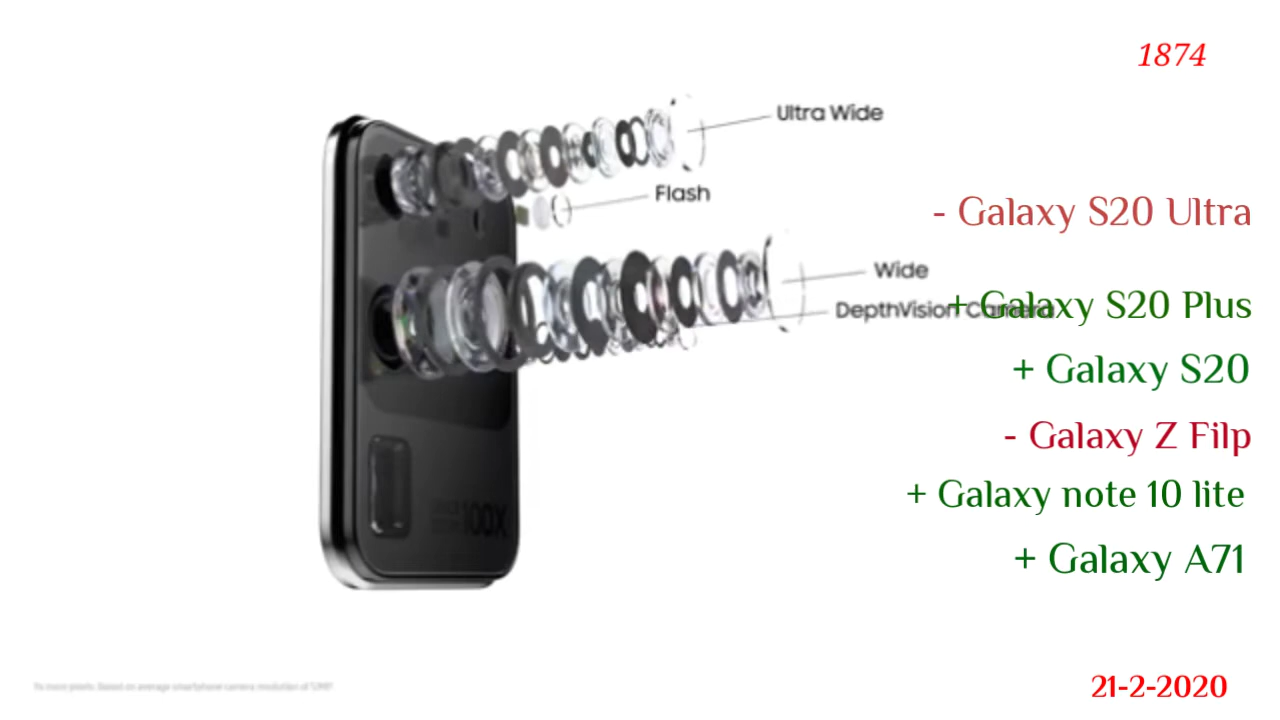 1874
Ultra Wide
Flash
- Galaxy S20 Ultra
Wide
DepthVision Camera
+ Galaxy S20 Plus
+ Galaxy S20
- Galaxy Z Filp
+ Galaxy note 10 lite
+ Galaxy A71
100X
21-2-2020